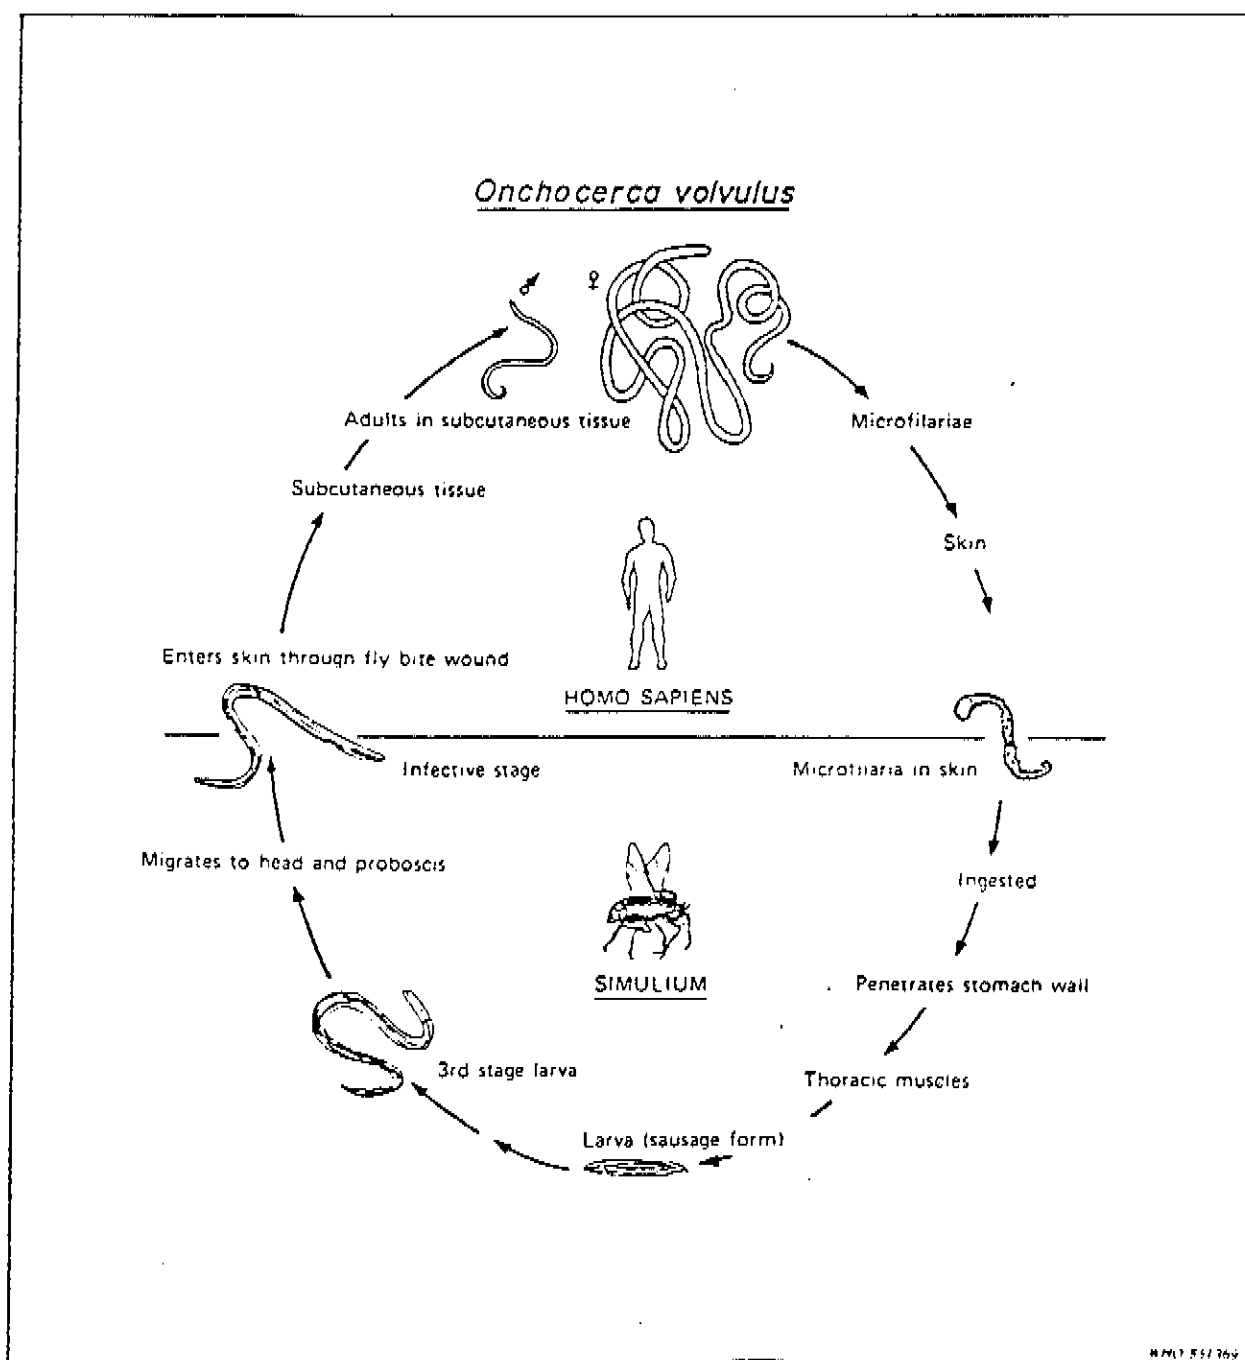 Onchocerca volvulus
♂
♀
Adults in subcutaneous tissue
Microfilariae
Subcutaneous tissue
Skin
Enters skin through fly bite wound
HOMO SAPIENS
Infective stage
Microfilaria in skin
Migrates to head and proboscis
Ingested
SIMULIUM
Penetrates stomach wall
3rd stage larva
Thoracic muscles
Larva (sausage form)